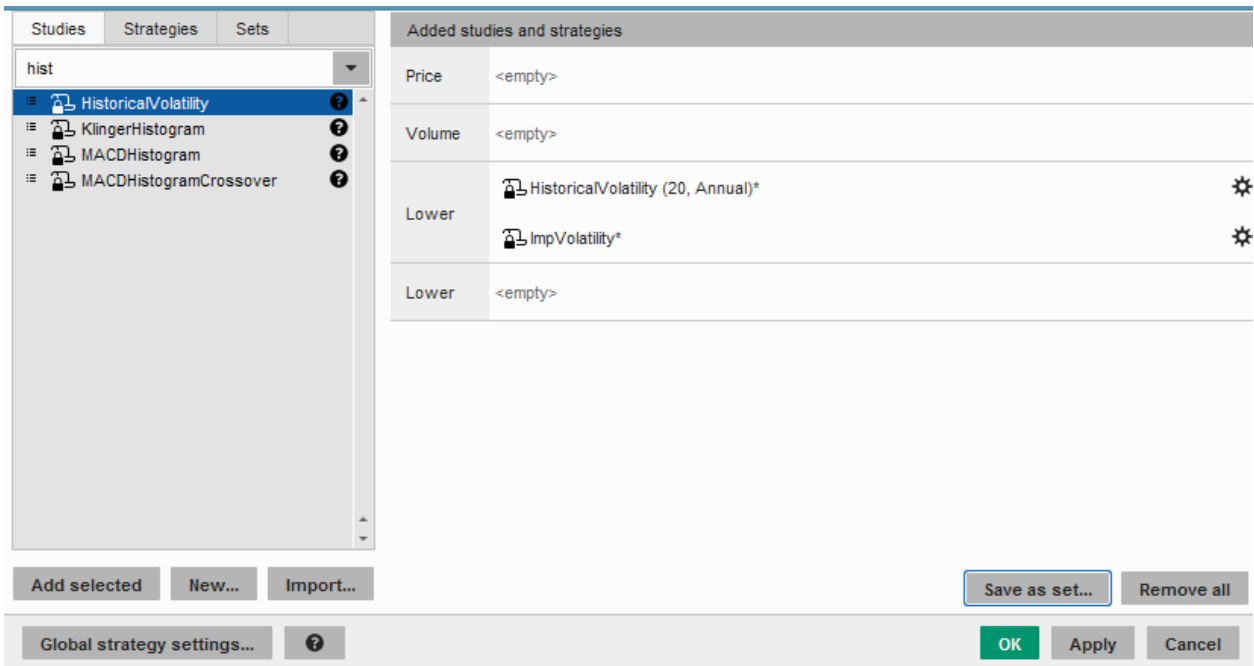 Studies Strategies Sets
hist
HistoricalVolatility
KlingerHistogram
MACDHistogram
MACDHistogramCrossover
Add selected New... Import...
Added studies and strategies
Price <empty>
Volume <empty>
Lower
HistoricalVolatility (20, Annual)*
ImpVolatility*
Lower <empty>
Save as set... Remove all
Global strategy settings... ? OK Apply Cancel